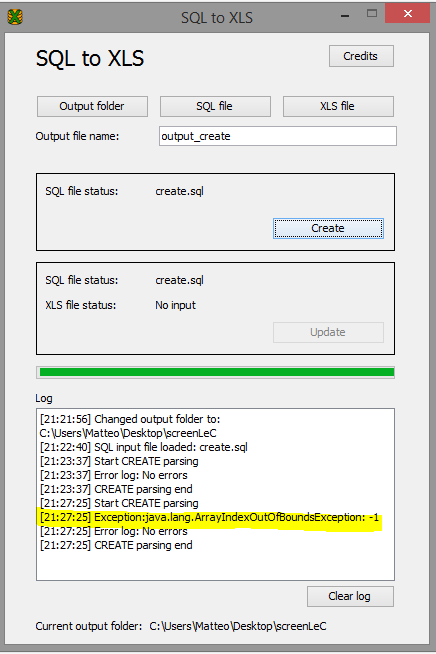 SQL to XLS
SQL to XLS
Credits
Output folder
SQL file
XLS file
Output file name:
output_create
SQL file status: create.sql
Create
SQL file status: create.sql
XLS file status: No input
Update
Log
[21:21:56] Changed output folder to:
C:\Users\Matteo\Desktop\screenLeC
[21:22:40] SQL input file loaded: create.sql
[21:23:37] Start CREATE parsing
[21:23:37] Error log: No errors
[21:23:37] CREATE parsing end
[21:27:25] Start CREATE parsing
[21:27:25] Exception:java.lang.ArrayIndexOutOfBoundsException: -1
[21:27:25] Error log: No errors
[21:27:25] CREATE parsing end
Clear log
Current output folder: C:\Users\Matteo\Desktop\screenLeC